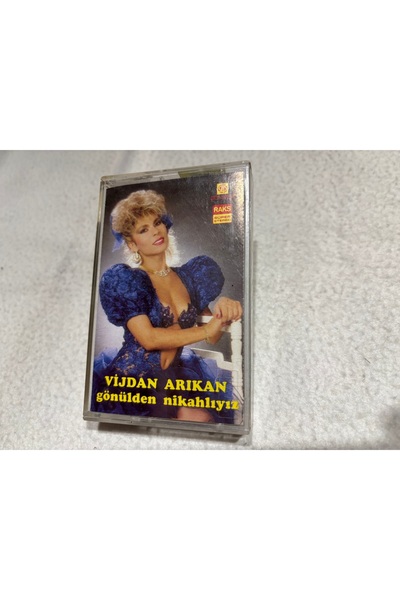 RAKS
VİJDAN ARIKAN
gönülden nikahlıyız